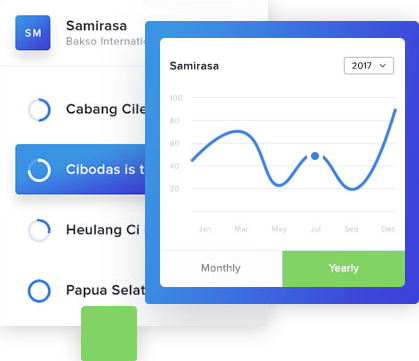 SM
Samirasa
Bakso Internatio
Cabang Cile
Cibodas is t
Heulang Ci
Papua Selat
Samirasa
2017
100
80
60
40
20
Jan Mar May Jul Sep Dec
Monthly Yearly